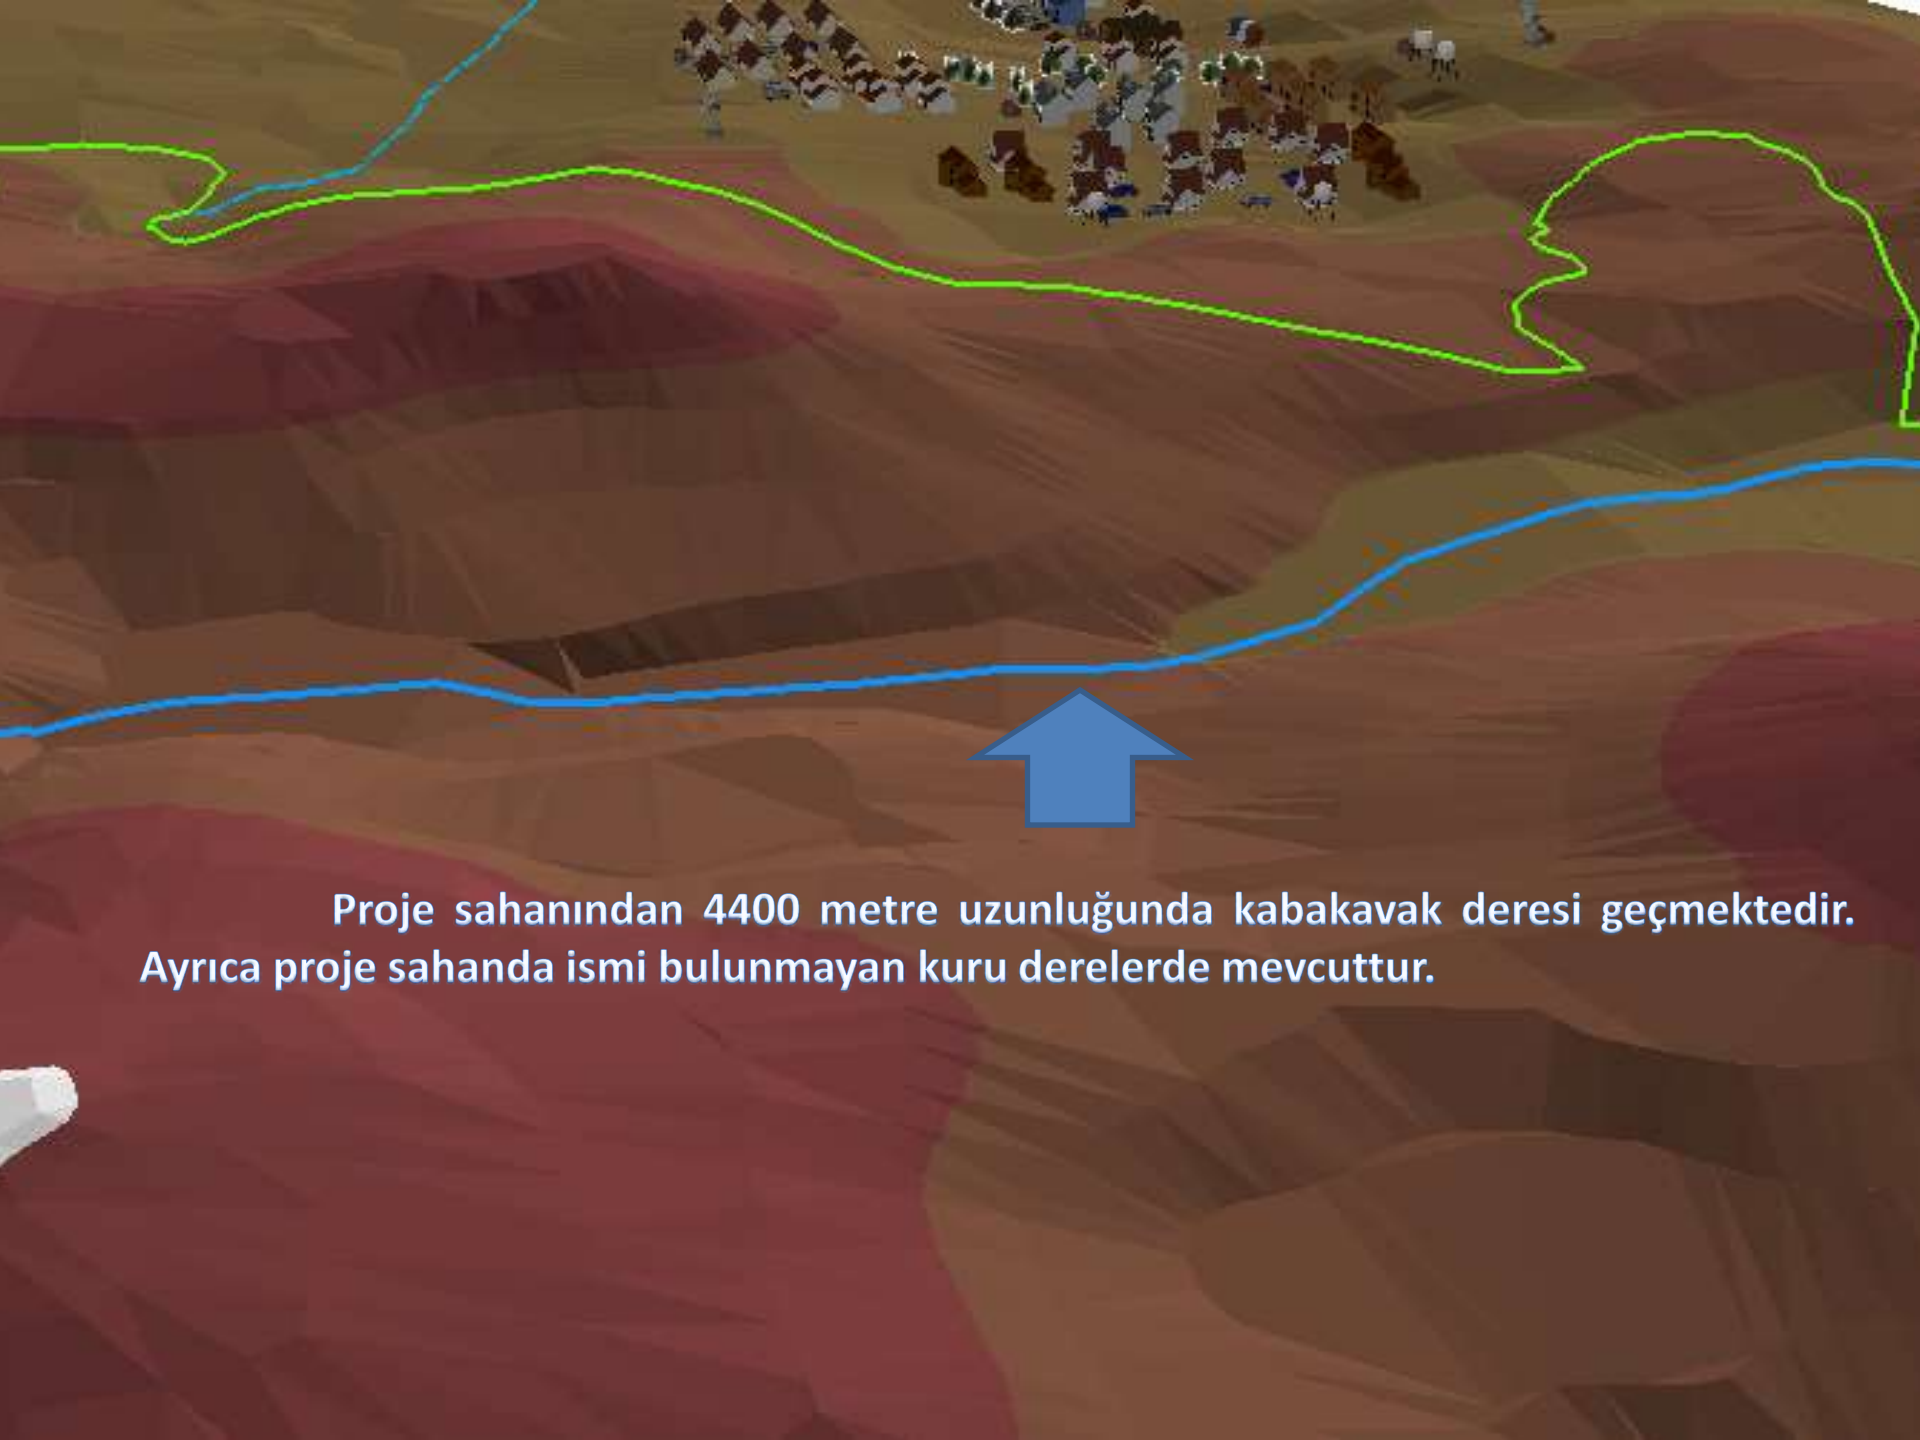 Proje sahanından 4400 metre uzunluğunda kabakavak deresi geçmektedir.
Ayrıca proje sahanda ismi bulunmayan kuru derelerde mevcuttur.